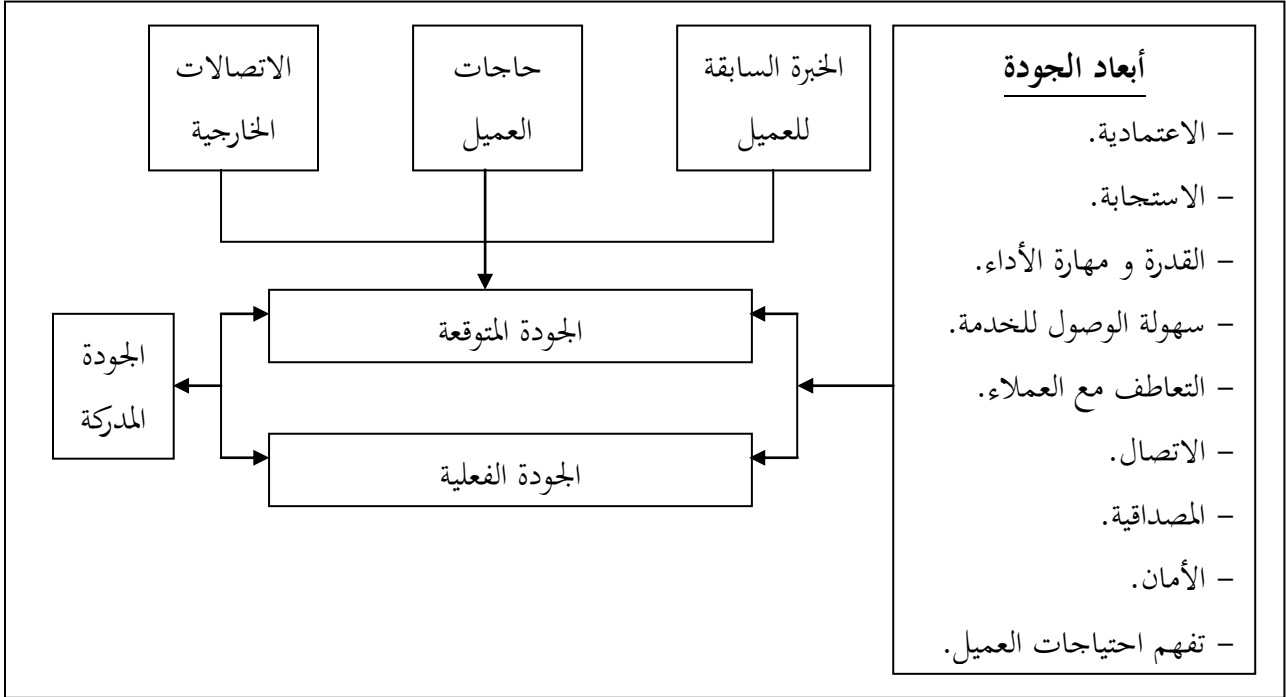 أبعاد الجودة
– الاعتمادية.
– الاستجابة.
– القدرة و مهارة الأداء.
– سهولة الوصول للخدمة.
– التعاطف مع العملاء.
– الاتصال.
– المصداقية.
– الأمان.
– تفهم احتياجات العميل.
الخبرة السابقة
للعميل
حاجات
العميل
الاتصالات
الخارجية
الجودة المتوقعة
الجودة الفعلية
الجودة
المدركة